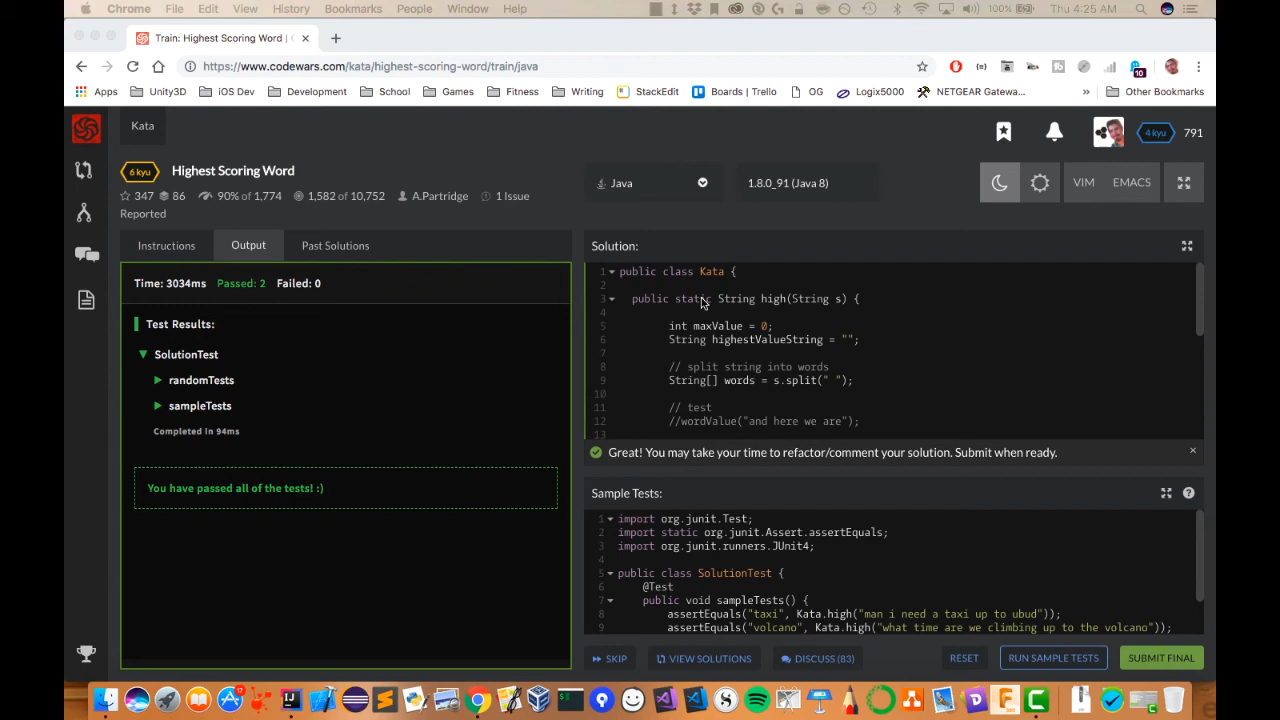 Chrome File Edit View History Bookmarks People Window Help 100% Thu 4:25 AM
Train: Highest Scoring Word |
https://www.codewars.com/kata/highest-scoring-word/train/java
10
Apps Unity3D iOS Dev Development School Games Fitness Writing StackEdit Boards | Trello OG Logix5000 NETGEAR Gatewa... » Other Bookmarks
Kata
4 kyu 791
6 kyu Highest Scoring Word
347 86 90% of 1,774 1,582 of 10,752 A.Partridge 1 Issue
Reported
Java 1.8.0_91 (Java 8) VIM EMACS
Instructions Output Past Solutions
Time: 3034ms Passed: 2 Failed: 0
Test Results:
SolutionTest
randomTests
sampleTests
Completed in 94ms
You have passed all of the tests! :)
Solution:
1 public class Kata {
2
3 public static String high(String s) {
4
5 int maxValue = 0;
6 String highestValueString = "";
7
8 // split string into words
9 String[] words = s.split(" ");
10
11 // test
12 //wordValue("and here we are");
13
Great! You may take your time to refactor/comment your solution. Submit when ready.
Sample Tests:
1 import org.junit.Test;
2 import static org.junit.Assert.assertEquals;
3 import org.junit.runners.JUnit4;
4
5 public class SolutionTest {
6 @Test
7 public void sampleTests() {
8 assertEquals("taxi", Kata.high("man i need a taxi up to ubud"));
9 assertEquals("volcano", Kata.high("what time are we climbing up to the volcano"));
SKIP VIEW SOLUTIONS DISCUSS (83) RESET RUN SAMPLE TESTS SUBMIT FINAL
17